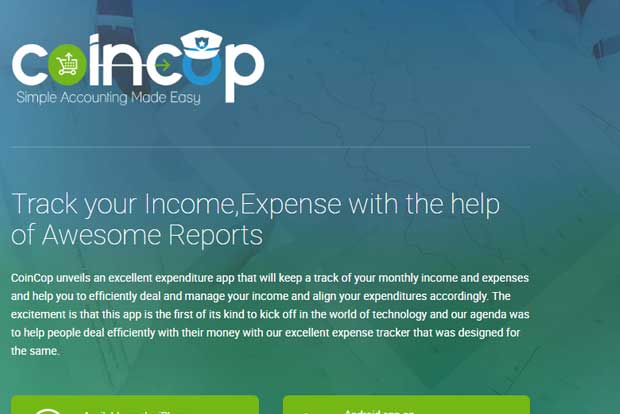 coincop
Simple Accounting Made Easy
Track your Income,Expense with the help
of Awesome Reports
CoinCop unveils an excellent expenditure app that will keep a track of your monthly income and expenses
and help you to efficiently deal and manage your income and align your expenditures accordingly. The
excitement is that this app is the first of its kind to kick off in the world of technology and our agenda was
to help people deal efficiently with their money with our excellent expense tracker that was designed for
the same.
Android app on